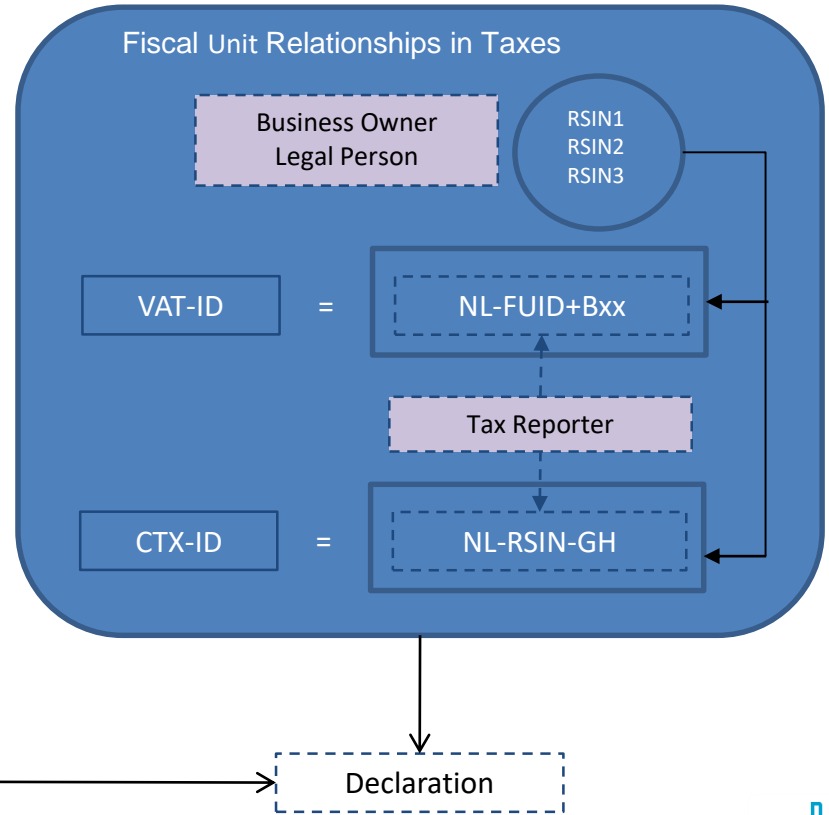 Fiscal Unit Relationships in Taxes
Business Owner
Legal Person
RSIN1
RSIN2
RSIN3
VAT-ID
=
NL-FUID+Bxx
Tax Reporter
CTX-ID
=
NL-RSIN-GH
Declaration